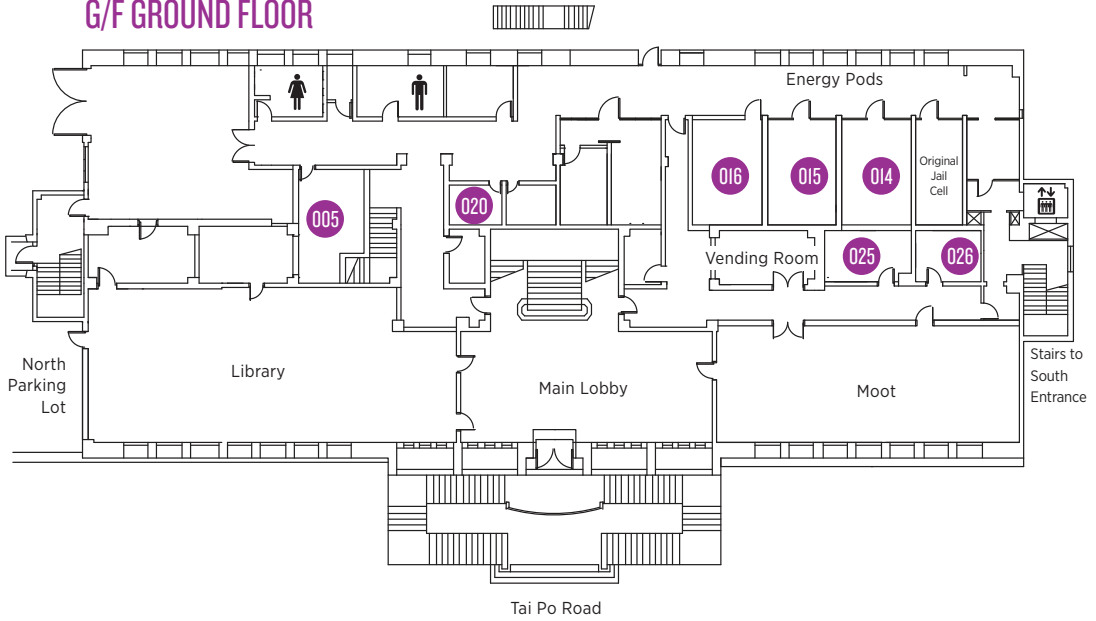 G/F GROUND FLOOR
Energy Pods
016
015
014
Original
Jail
Cell
005
020
Vending Room
025
026
North
Parking
Lot
Library
Main Lobby
Moot
Stairs to
South
Entrance
Tai Po Road